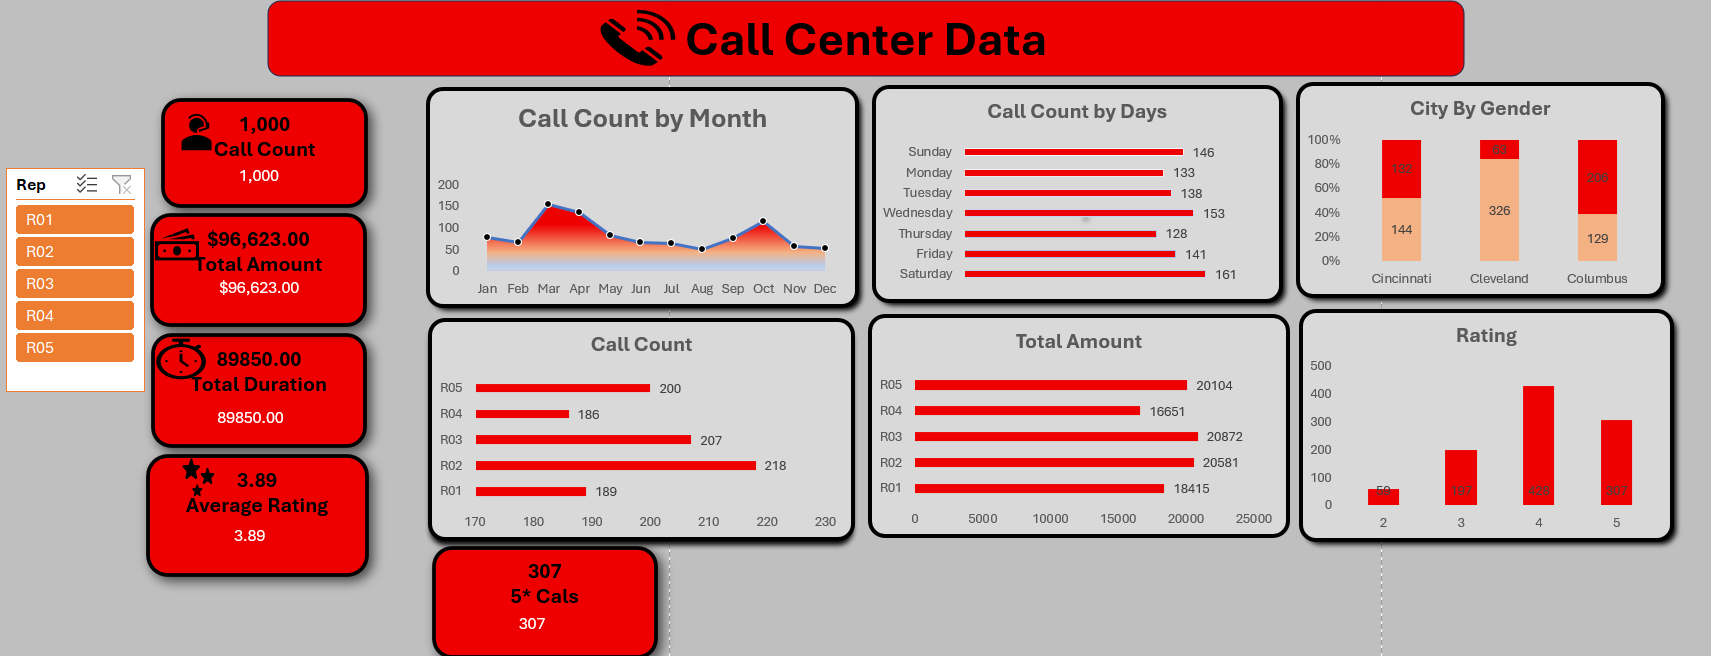 Call Center Data
Rep
R01
R02
R03
R04
R05
1,000
Call Count
1,000
$96,623.00
Total Amount
$96,623.00
89850.00
Total Duration
89850.00
3.89
Average Rating
3.89
Call Count by Month
200
150
100
50
0
Jan Feb Mar Apr May Jun Jul Aug Sep Oct Nov Dec
Call Count by Days
Sunday 146
Monday 133
Tuesday 138
Wednesday 153
Thursday 128
Friday 141
Saturday 161
City By Gender
100%
80%
60%
40%
20%
0%
132 83 206
144 326 129
Cincinnati Cleveland Columbus
Call Count
R05 200
R04 186
R03 207
R02 218
R01 189
170 180 190 200 210 220 230
Total Amount
R05 20104
R04 16651
R03 20872
R02 20581
R01 18415
0 5000 10000 15000 20000 25000
Rating
500
400
300
200
100
0
59 197 428 307
2 3 4 5
307
5* Cals
307